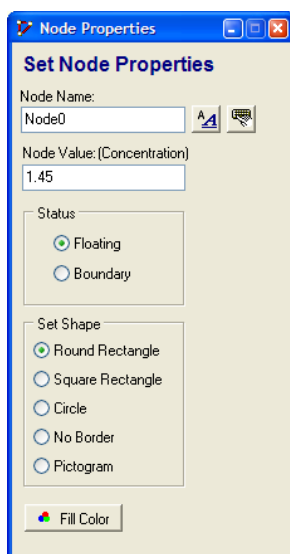 Node Properties
Set Node Properties
Node Name:
Node0
AA
Node Value:(Concentration)
1.45
Status
Floating
Boundary
Set Shape
Round Rectangle
Square Rectangle
Circle
No Border
Pictogram
Fill Color